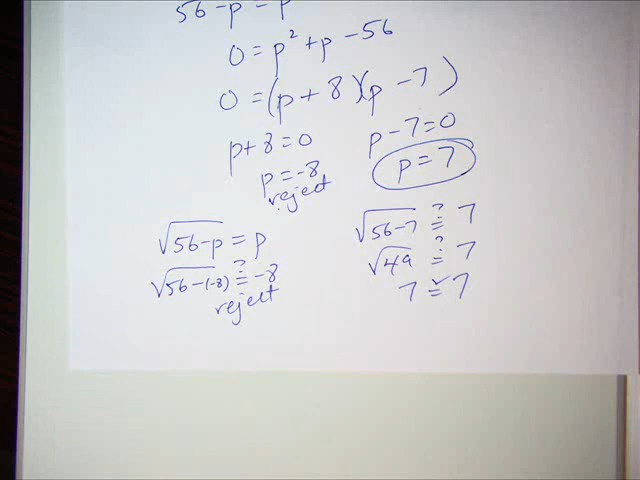 56-p = p
0 = p² + p - 56
0 = (p + 8)(p - 7)
p + 8 = 0
p = -8
reject
p - 7 = 0
p = 7
√56-p = p
√56-(-8) ≟ -8
reject
√56-7 ≟ 7
√49 ≟ 7
7 ≚ 7